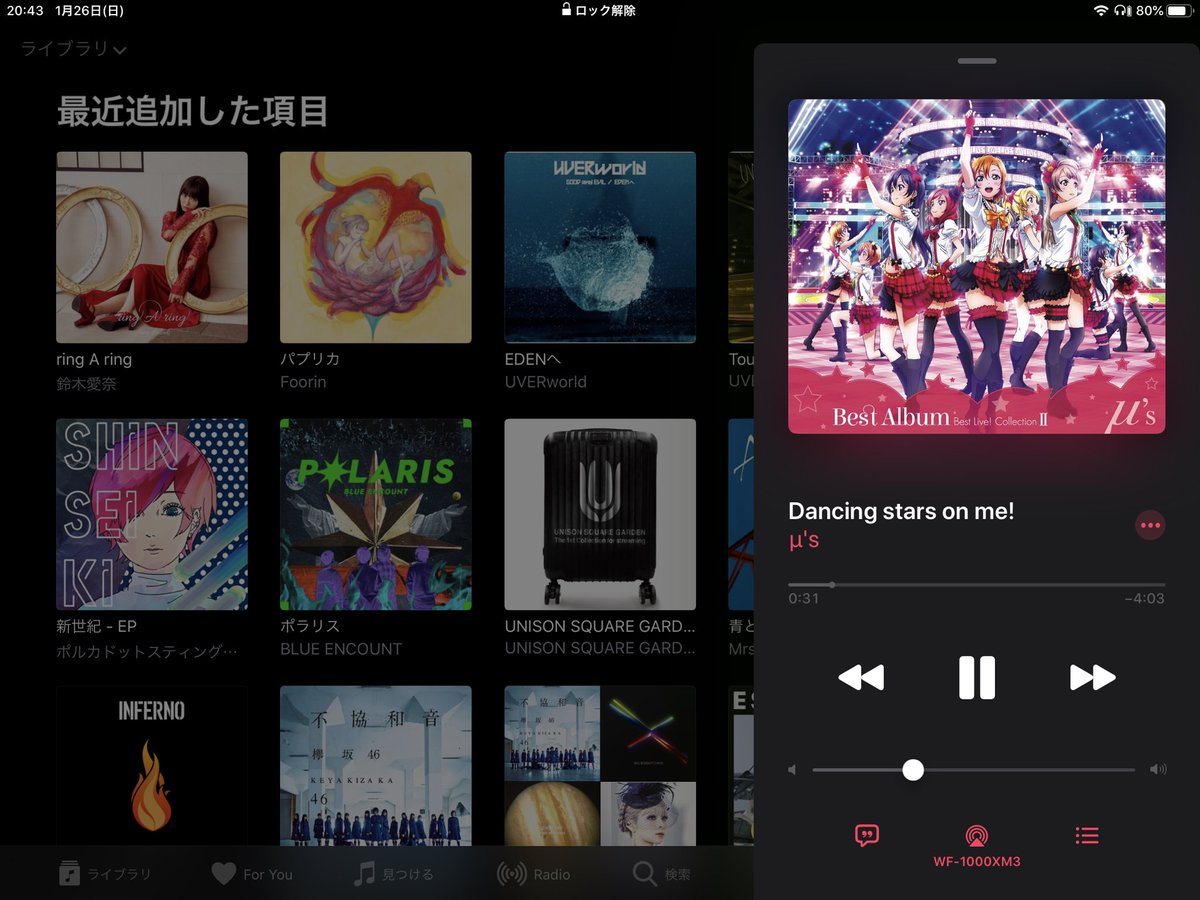 20:43 1月26日(日)
ロック解除
80%
ライブラリ
最近追加した項目
ring A ring
ring A ring
鈴木愛奈
パプリカ
Foorin
UVERworld
GOOD and EVIL / EDENへ
EDENへ
UVERworld
Tou
UVE
SHIN
SEI
KI
新世紀 - EP
ポルカドットスティング…
POLARIS
BLUE ENCOUNT
ポラリス
BLUE ENCOUNT
UNISON SQUARE GARDEN
The 1st Collection for streaming
UNISON SQUARE GARD...
UNISON SQUARE GARD...
青と
Mrs
INFERNO
不協和音
欅坂46
KEYAKIZAKA
46
不協和音
欅坂46
KEYAKIZAKA
46
ES
ライブラリ
For You
見つける
Radio
検索
Best Album Best Live! Collection II
μ's
Dancing stars on me!
μ's
0:31
−4:03
WF-1000XM3